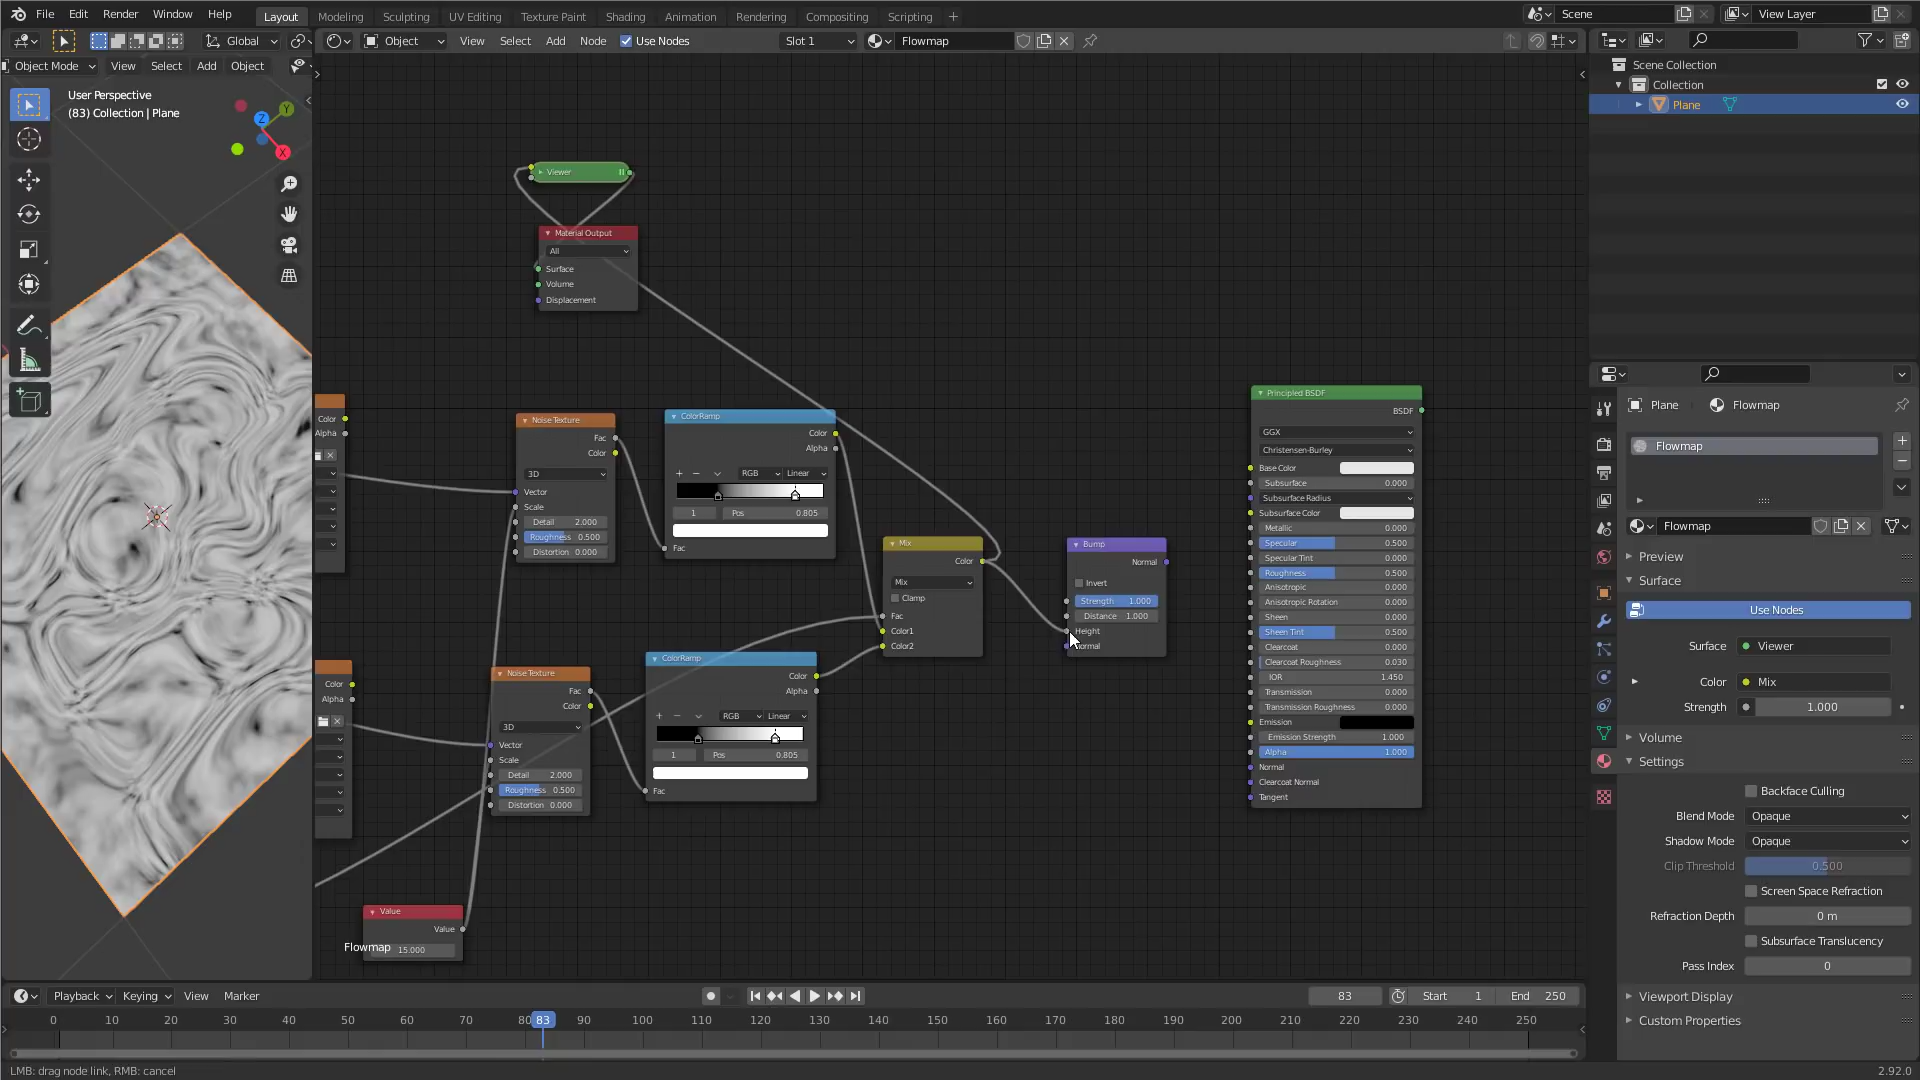 File Edit Render Window Help Layout Modeling Sculpting UV Editing Texture Paint Shading Animation Rendering Compositing Scripting + Scene View Layer
Global Object View Select Add Node Use Nodes Slot 1 Flowmap
Object Mode View Select Add Object
User Perspective
(83) Collection | Plane
Z
Y
X
Scene Collection
Collection
Plane
Viewer
Material Output
All
Surface
Volume
Displacement
Color
Alpha
Noise Texture
Fac
Color
3D
Vector
Scale
Detail 2.000
Roughness 0.500
Distortion 0.000
ColorRamp
Color
Alpha
RGB Linear
1 Pos 0.805
Fac
Mix
Color
Mix
Clamp
Fac
Color1
Color2
Bump
Normal
Invert
Strength 1.000
Distance 1.000
Height
Normal
Color
Alpha
Noise Texture
Fac
Color
3D
Vector
Scale
Detail 2.000
Roughness 0.500
Distortion 0.000
ColorRamp
Color
Alpha
RGB Linear
1 Pos 0.805
Fac
Value
Value
15.000
Flowmap
Principled BSDF
BSDF
GGX
Christensen-Burley
Base Color
Subsurface 0.000
Subsurface Radius
Subsurface Color
Metallic 0.000
Specular 0.500
Specular Tint 0.000
Roughness 0.500
Anisotropic 0.000
Anisotropic Rotation 0.000
Sheen 0.000
Sheen Tint 0.500
Clearcoat 0.000
Clearcoat Roughness 0.030
IOR 1.450
Transmission 0.000
Transmission Roughness 0.000
Emission
Emission Strength 1.000
Alpha 1.000
Normal
Clearcoat Normal
Tangent
Plane Flowmap
Flowmap
Flowmap
Preview
Surface
Use Nodes
Surface Viewer
Color Mix
Strength 1.000
Volume
Settings
Backface Culling
Blend Mode Opaque
Shadow Mode Opaque
Clip Threshold 0.500
Screen Space Refraction
Refraction Depth 0 m
Subsurface Translucency
Pass Index 0
Viewport Display
Custom Properties
Playback Keying View Marker 83 Start 1 End 250
0 10 20 30 40 50 60 70 80 83 90 100 110 120 130 140 150 160 170 180 190 200 210 220 230 240 250
LMB: drag node link, RMB: cancel 2.92.0